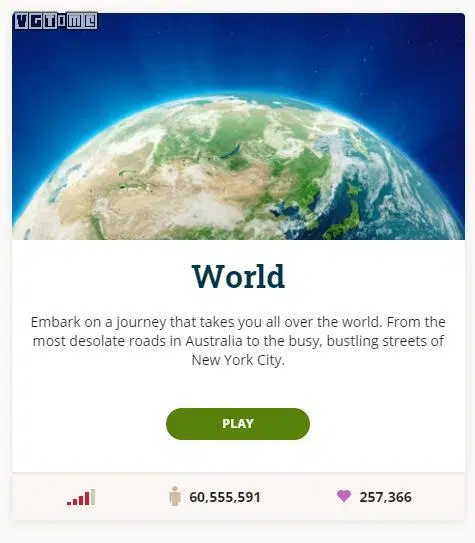 VGTIME
World
Embark on a journey that takes you all over the world. From the
most desolate roads in Australia to the busy, bustling streets of
New York City.
PLAY
60,555,591
257,366